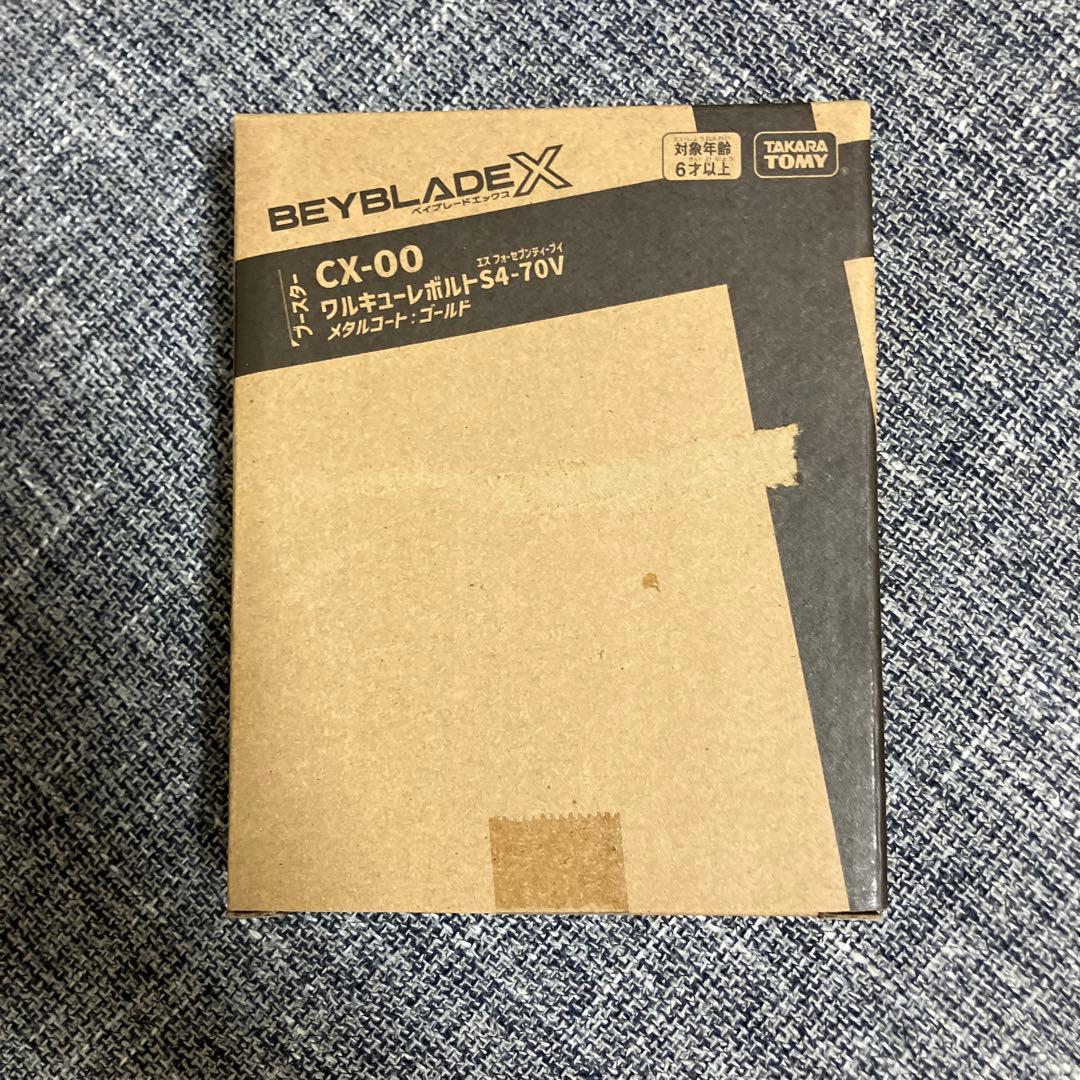 BEYBLADE X
ベイブレードエックス
たいしょうねんれい
対象年齢
さい いじょう
6才以上
TAKARA
TOMY
®
ブースター
CX-00
エス フォーセブンティーブイ
ワルキューレボルトS4-70V
メタルコート:ゴールド